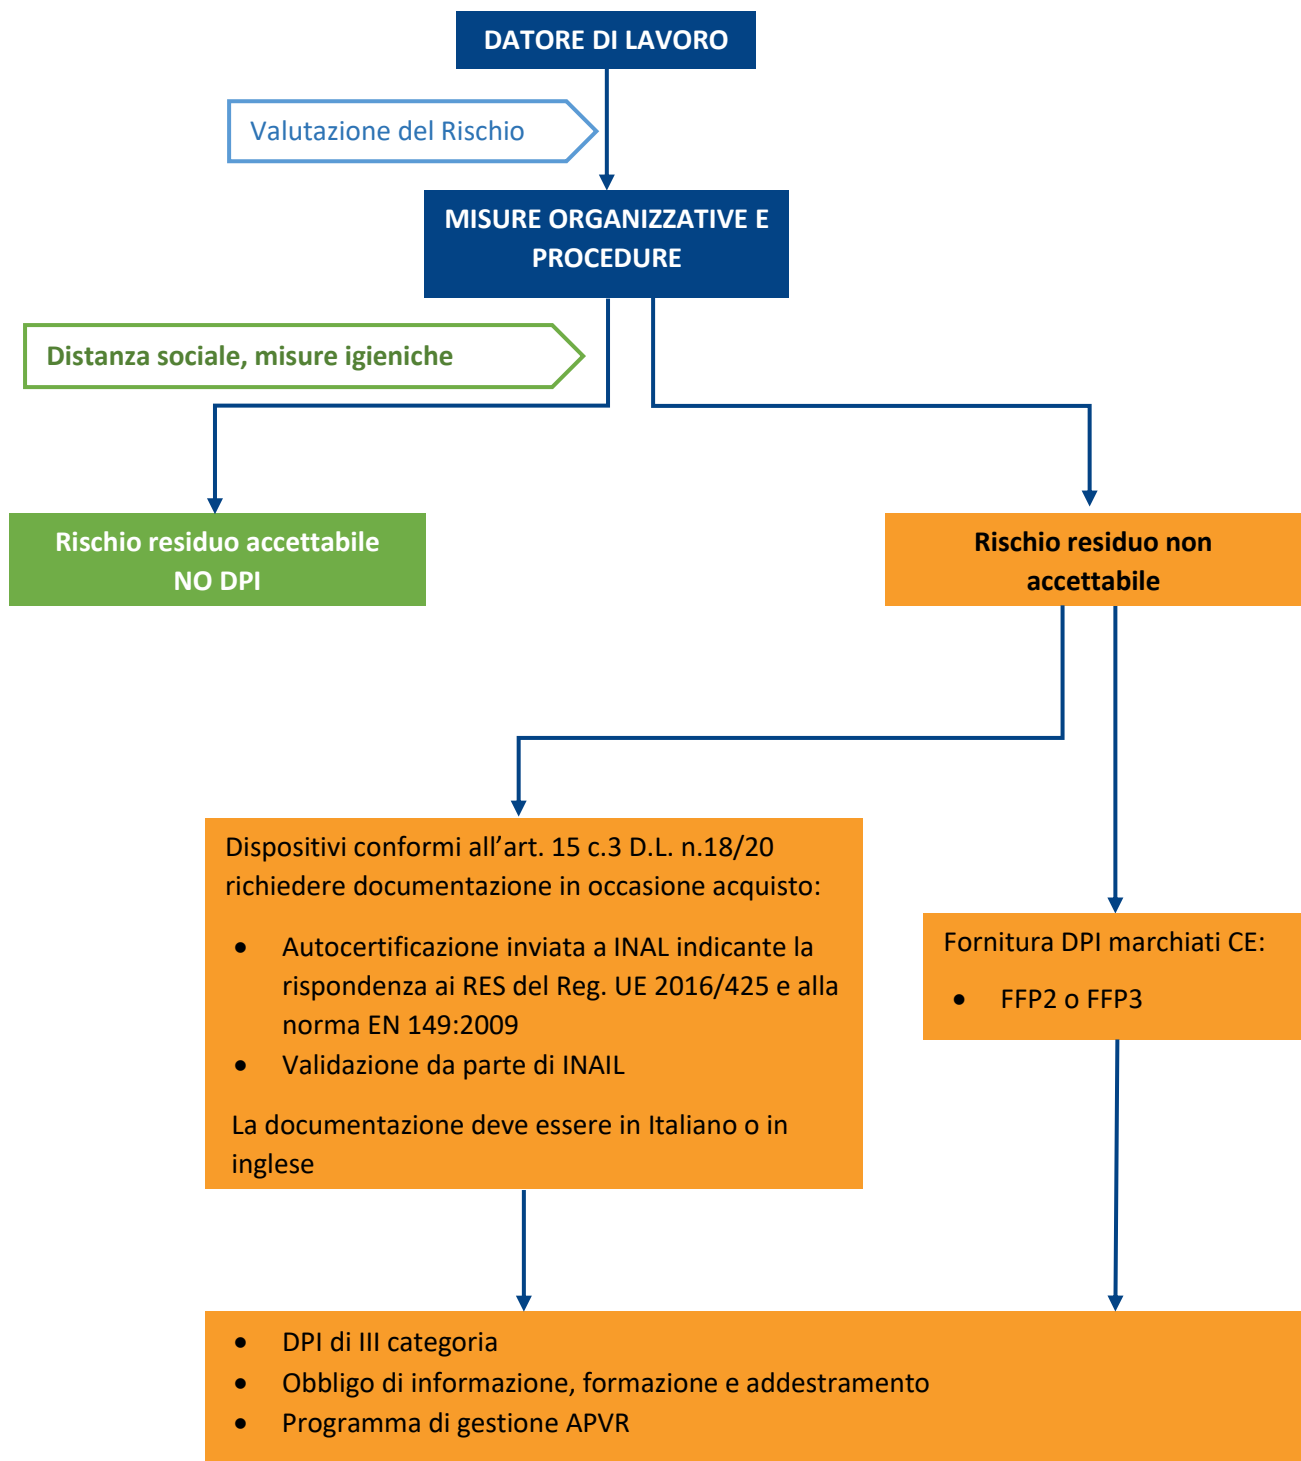 DATORE DI LAVORO
Valutazione del Rischio
MISURE ORGANIZZATIVE E
PROCEDURE
Distanza sociale, misure igieniche
Rischio residuo accettabile
NO DPI
Rischio residuo non
accettabile
Dispositivi conformi all’art. 15 c.3 D.L. n.18/20
richiedere documentazione in occasione acquisto:
• Autocertificazione inviata a INAL indicante la
rispondenza ai RES del Reg. UE 2016/425 e alla
norma EN 149:2009
• Validazione da parte di INAIL
La documentazione deve essere in Italiano o in
inglese
Fornitura DPI marchiati CE:
• FFP2 o FFP3
• DPI di III categoria
• Obbligo di informazione, formazione e addestramento
• Programma di gestione APVR